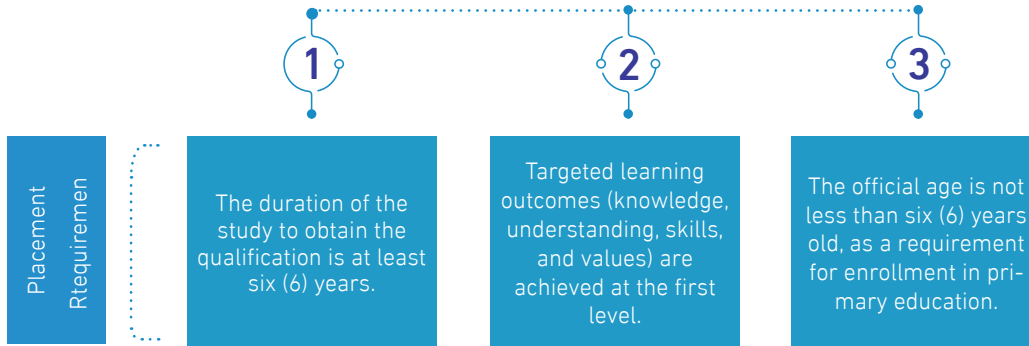 1
2
3
Placement
Rtequiremen
The duration of the
study to obtain the
qualification is at least
six (6) years.
Targeted learning
outcomes (knowledge,
understanding, skills,
and values) are
achieved at the first
level.
The official age is not
less than six (6) years
old, as a requirement
for enrollment in pri-
mary education.